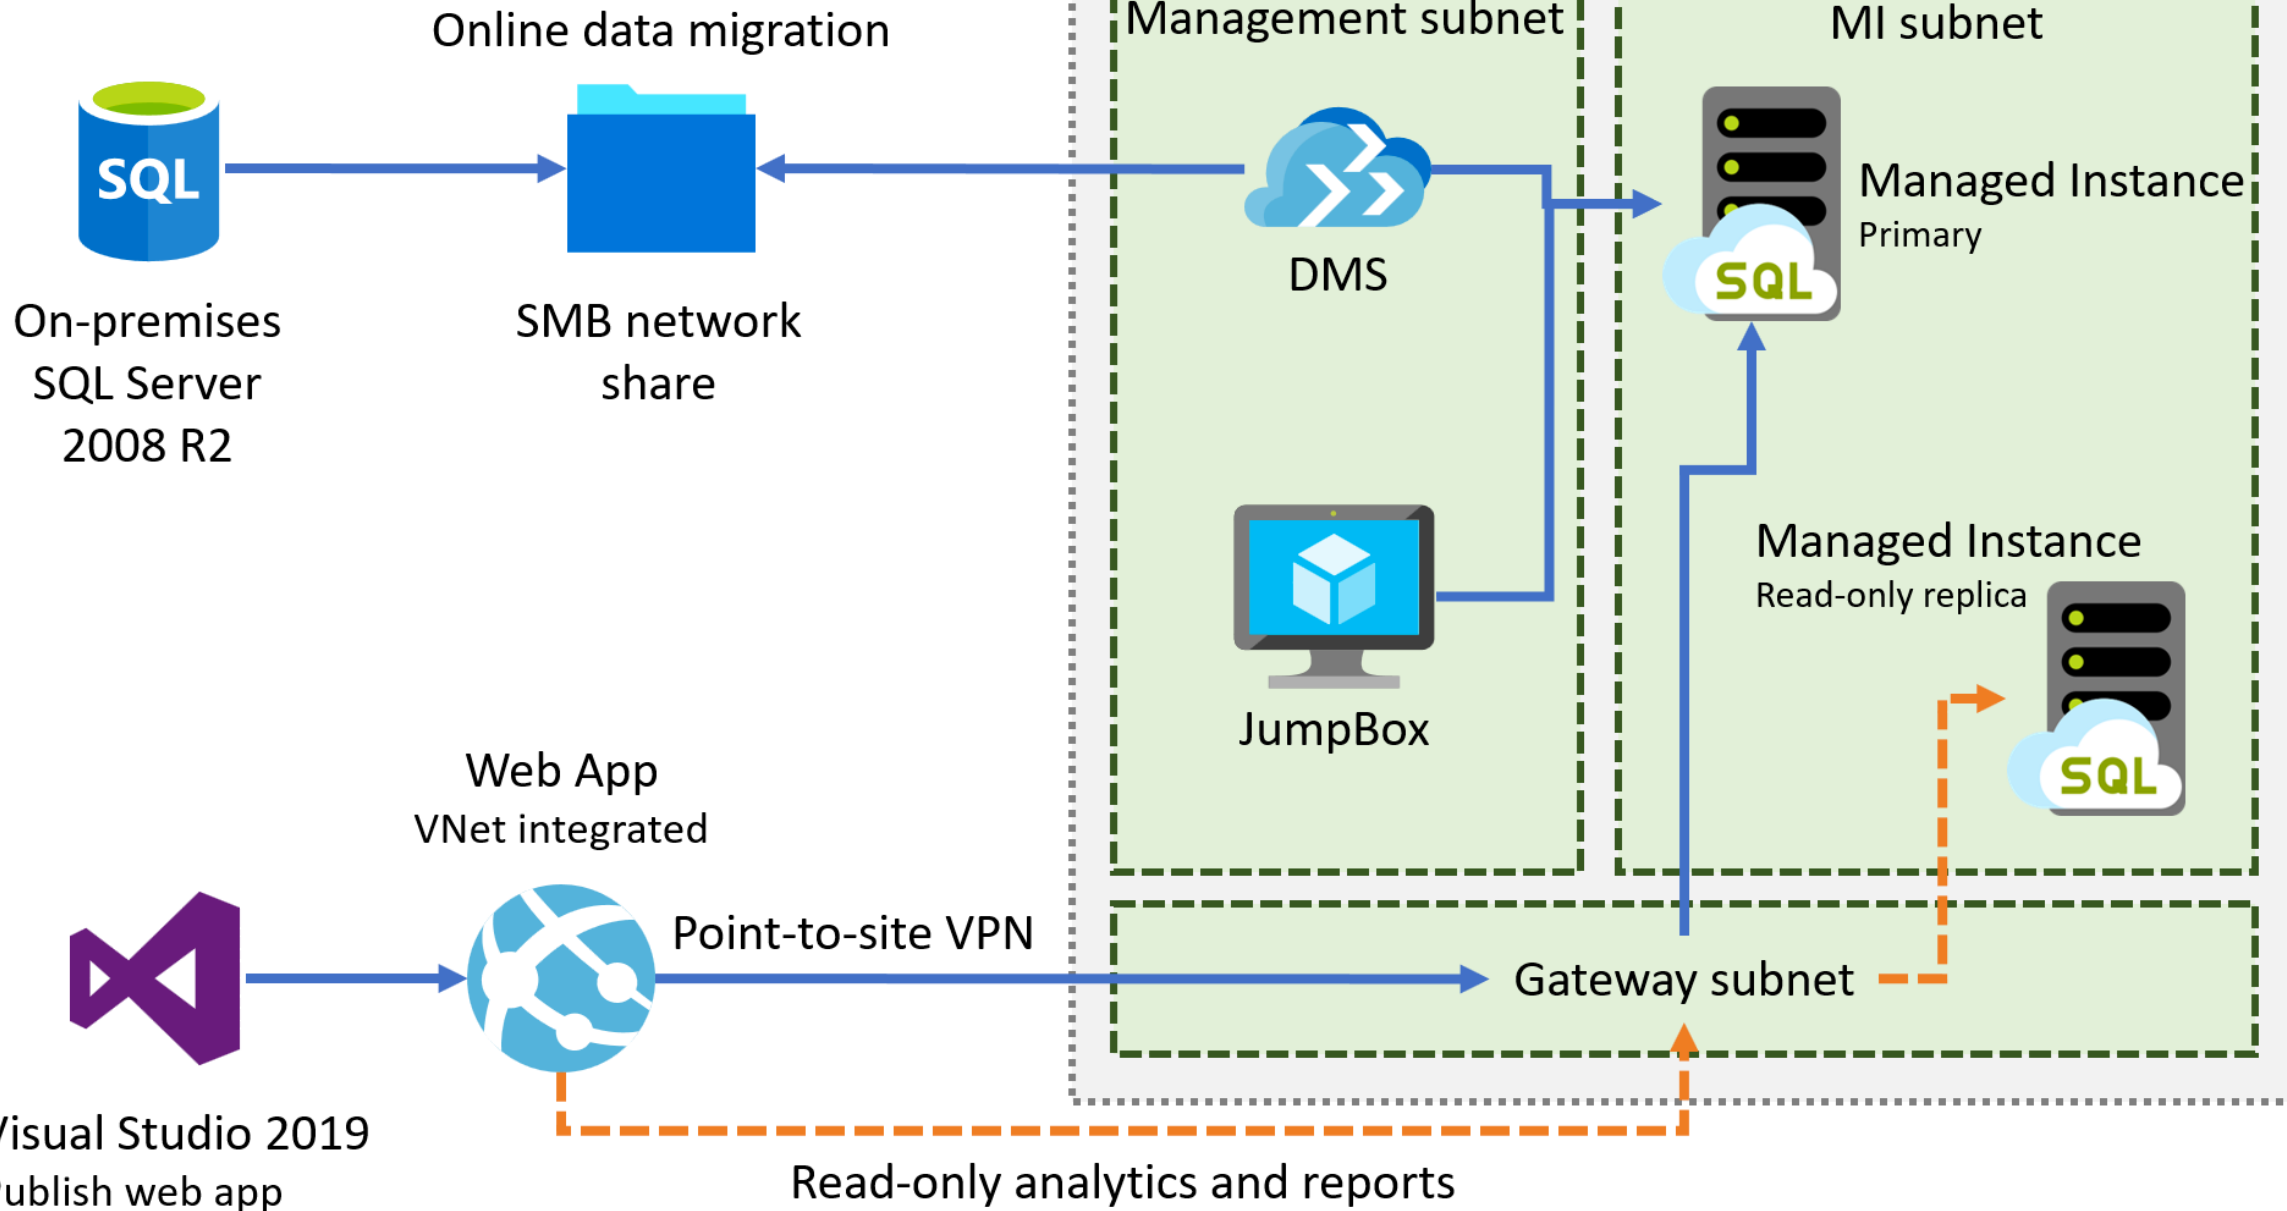 Online data migration
Management subnet
MI subnet
SQL
Managed Instance
Primary
SQL
DMS
On-premises
SQL Server
2008 R2
SMB network
share
Managed Instance
Read-only replica
SQL
JumpBox
Web App
VNet integrated
Point-to-site VPN
Gateway subnet
Visual Studio 2019
Publish web app
Read-only analytics and reports